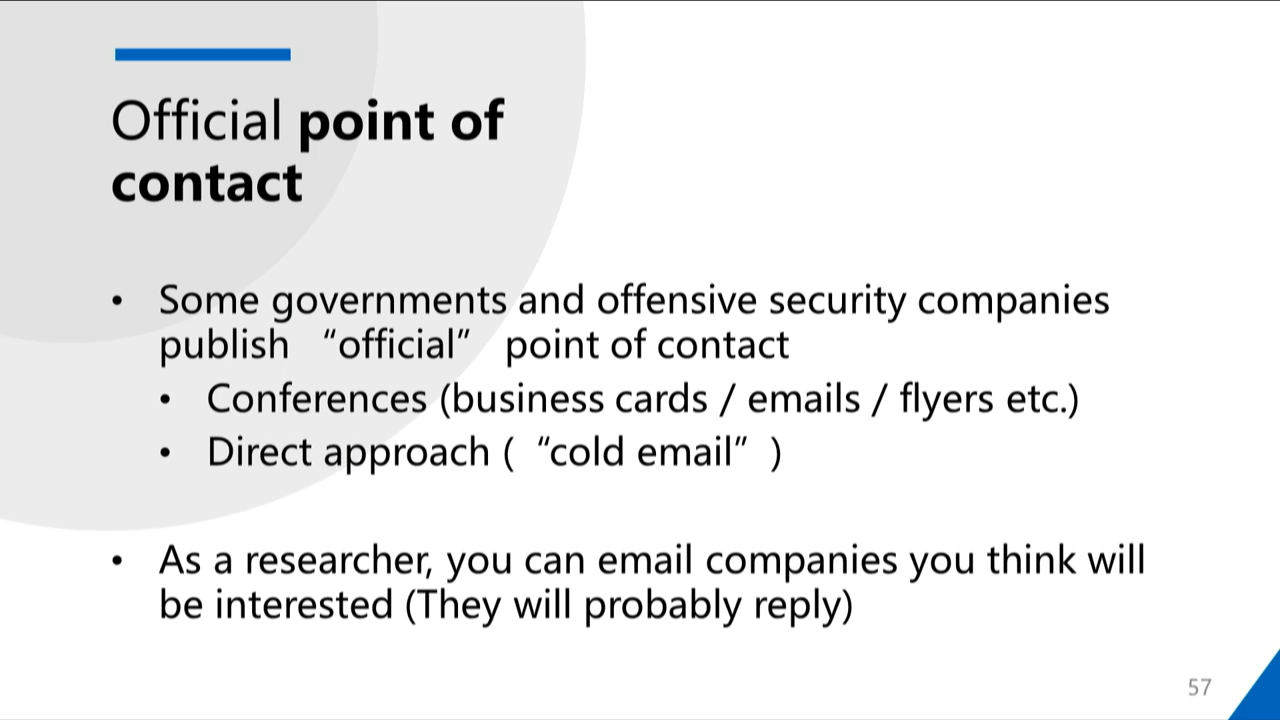 Official point of
contact
• Some governments and offensive security companies
publish “official” point of contact
• Conferences (business cards / emails / flyers etc.)
• Direct approach ( “cold email” )
• As a researcher, you can email companies you think will
be interested (They will probably reply)
57